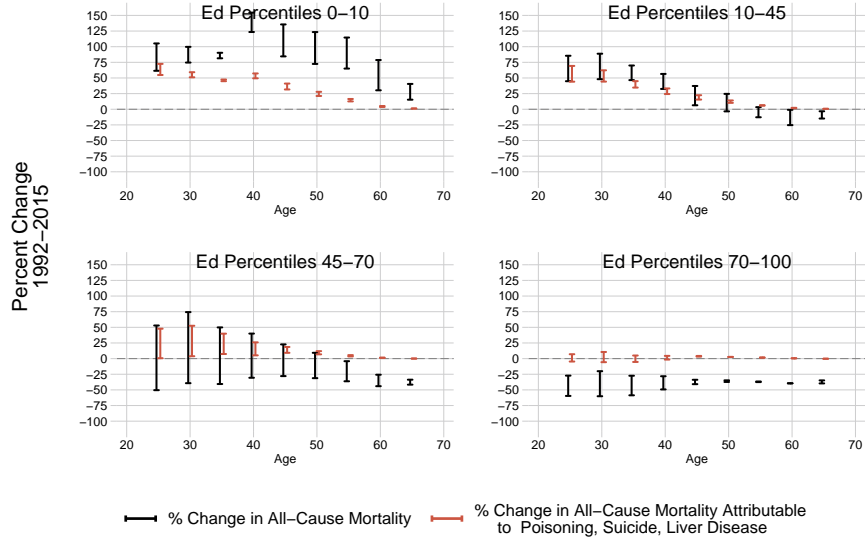 Ed Percentiles 0−10
150
125
100
75
50
25
0
−25
−50
−75
−100
20 30 40 50 60 70
Age
Ed Percentiles 10−45
150
125
100
75
50
25
0
−25
−50
−75
−100
20 30 40 50 60 70
Age
Percent Change
1992−2015
Ed Percentiles 45−70
150
125
100
75
50
25
0
−25
−50
−75
−100
20 30 40 50 60 70
Age
Ed Percentiles 70−100
150
125
100
75
50
25
0
−25
−50
−75
−100
20 30 40 50 60 70
Age
% Change in All−Cause Mortality
% Change in All−Cause Mortality Attributable
to Poisoning, Suicide, Liver Disease